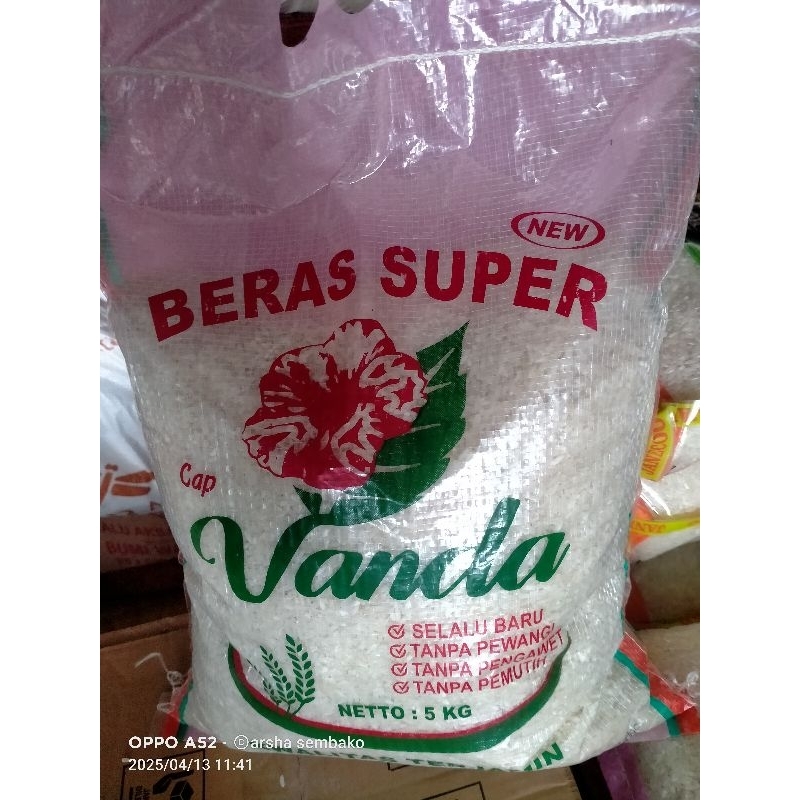 NEW
BERAS SUPER
Cap
Vanda
SELALU BARU
TANPA PEWANGI
TANPA PENGAWET
TANPA PEMUTIH
NETTO : 5 KG
OPPO A52 · ⓒarsha sembako
2025/04/13 11:41